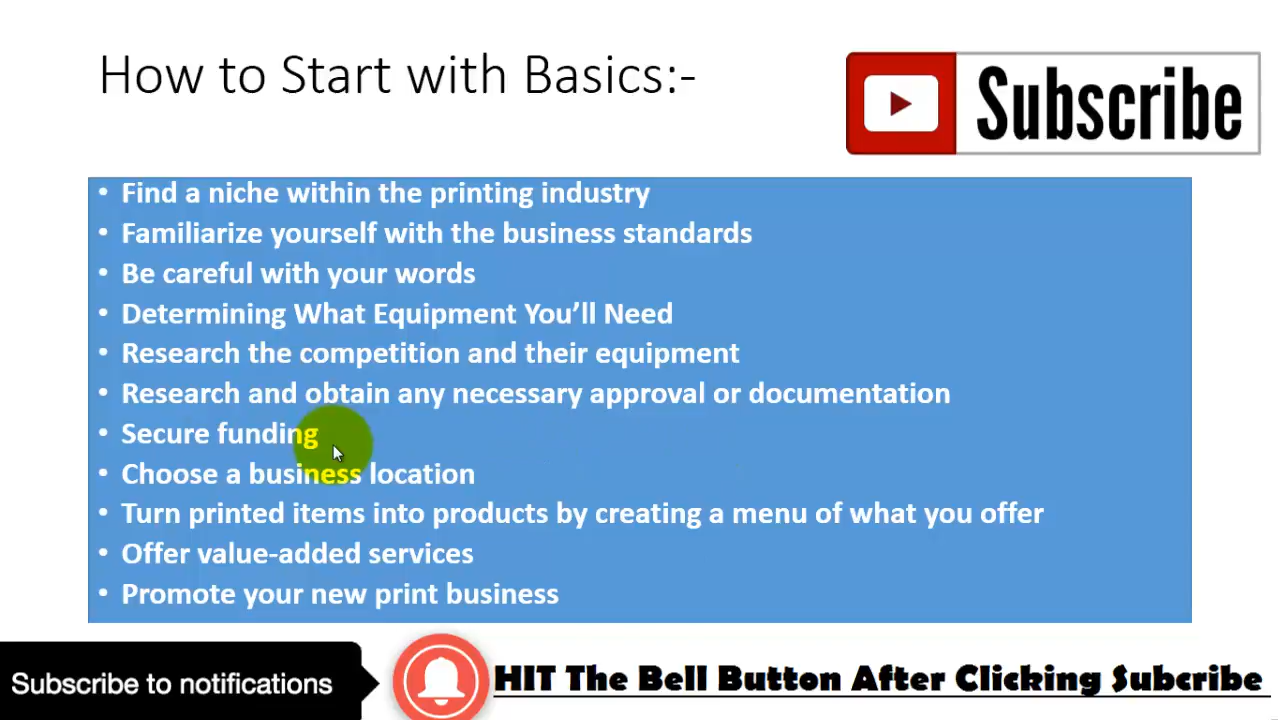 How to Start with Basics:-
Subscribe
• Find a niche within the printing industry
• Familiarize yourself with the business standards
• Be careful with your words
• Determining What Equipment You’ll Need
• Research the competition and their equipment
• Research and obtain any necessary approval or documentation
• Secure funding
• Choose a business location
• Turn printed items into products by creating a menu of what you offer
• Offer value-added services
• Promote your new print business
Subscribe to notifications
HIT The Bell Button After Clicking Subcribe